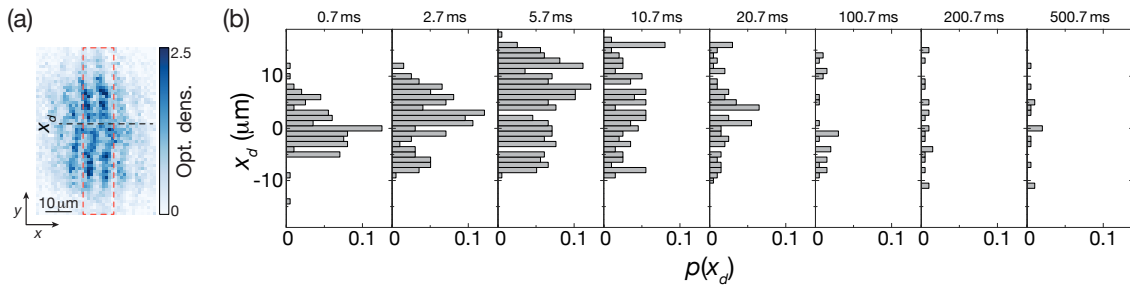 (a)
2.5
Opt. dens.
0
x_d
y
x
10 μm
(b)
0.7 ms 2.7 ms 5.7 ms 10.7 ms 20.7 ms 100.7 ms 200.7 ms 500.7 ms
x_d (μm)
10
0
-10
0 0.1 0 0.1 0 0.1 0 0.1 0 0.1 0 0.1 0 0.1 0 0.1
p(x_d)